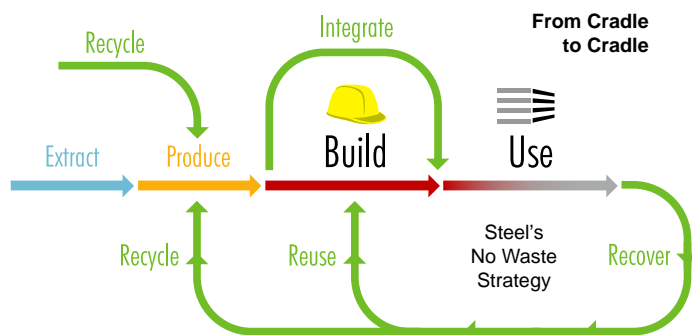 From Cradle
to Cradle
Recycle
Integrate
Extract
Produce
Build
Use
Recycle
Reuse
Steel's
No Waste
Strategy
Recover